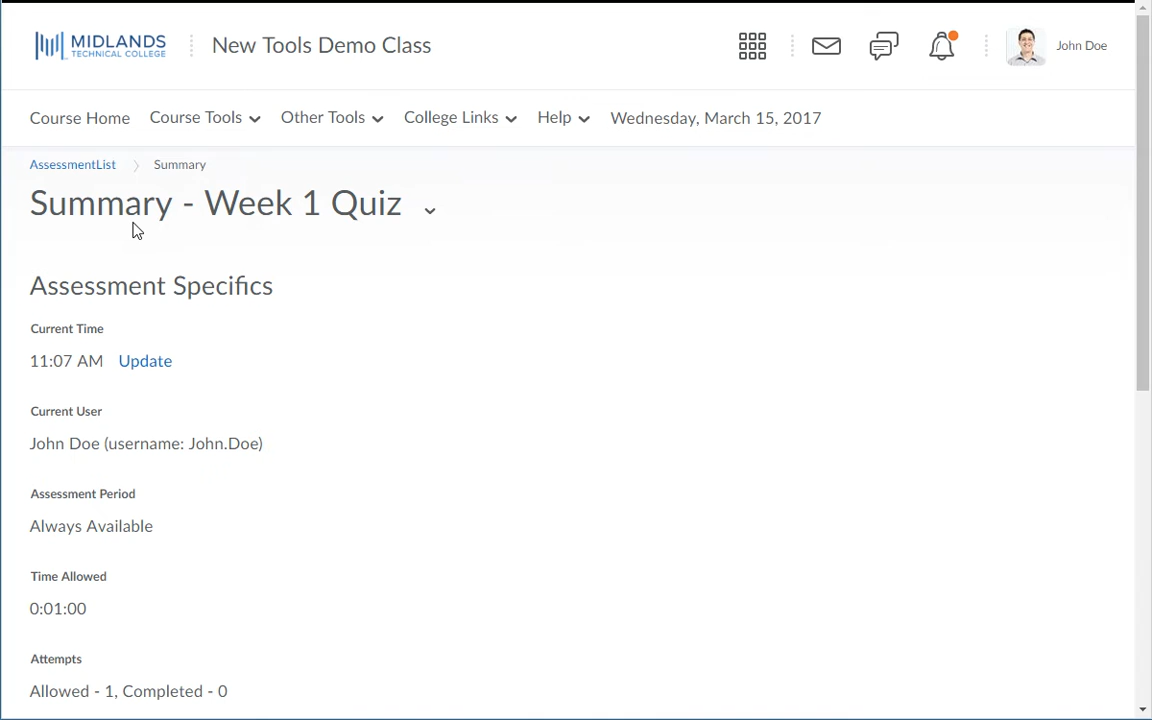 MIDLANDS
TECHNICAL COLLEGE
New Tools Demo Class
John Doe
Course Home Course Tools Other Tools College Links Help Wednesday, March 15, 2017
AssessmentList Summary
Summary - Week 1 Quiz
Assessment Specifics
Current Time
11:07 AM Update
Current User
John Doe (username: John.Doe)
Assessment Period
Always Available
Time Allowed
0:01:00
Attempts
Allowed - 1, Completed - 0